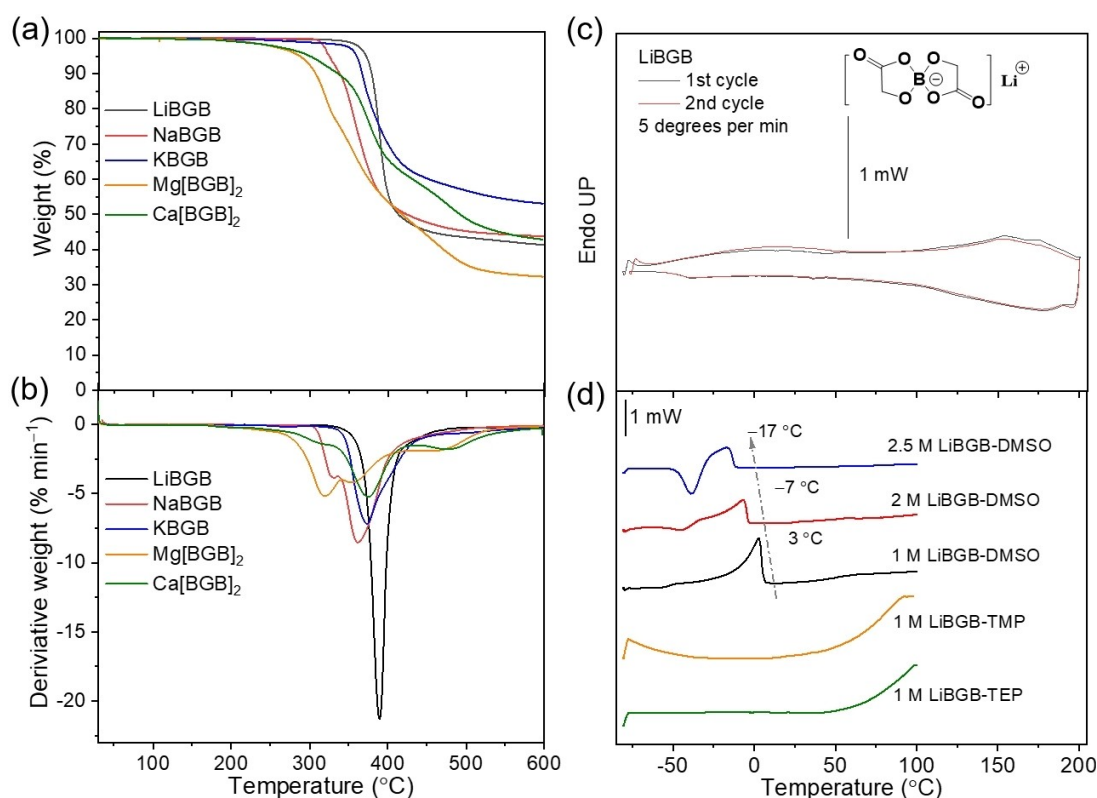 (a)
100
90
80
70
60
50
40
30
20
10
0
Weight (%)
LiBGB
NaBGB
KBGB
Mg[BGB]₂
Ca[BGB]₂
(b)
0
-5
-10
-15
-20
Deriviative weight (% min⁻¹)
LiBGB
NaBGB
KBGB
Mg[BGB]₂
Ca[BGB]₂
100 200 300 400 500 600
Temperature (°C)
(c)
LiBGB
1st cycle
2nd cycle
5 degrees per min
O O O B ⊖ O O O Li⊕
1 mW
Endo UP
(d)
1 mW
−17 °C
2.5 M LiBGB-DMSO
−7 °C
2 M LiBGB-DMSO
3 °C
1 M LiBGB-DMSO
1 M LiBGB-TMP
1 M LiBGB-TEP
-50 0 50 100 150 200
Temperature (°C)